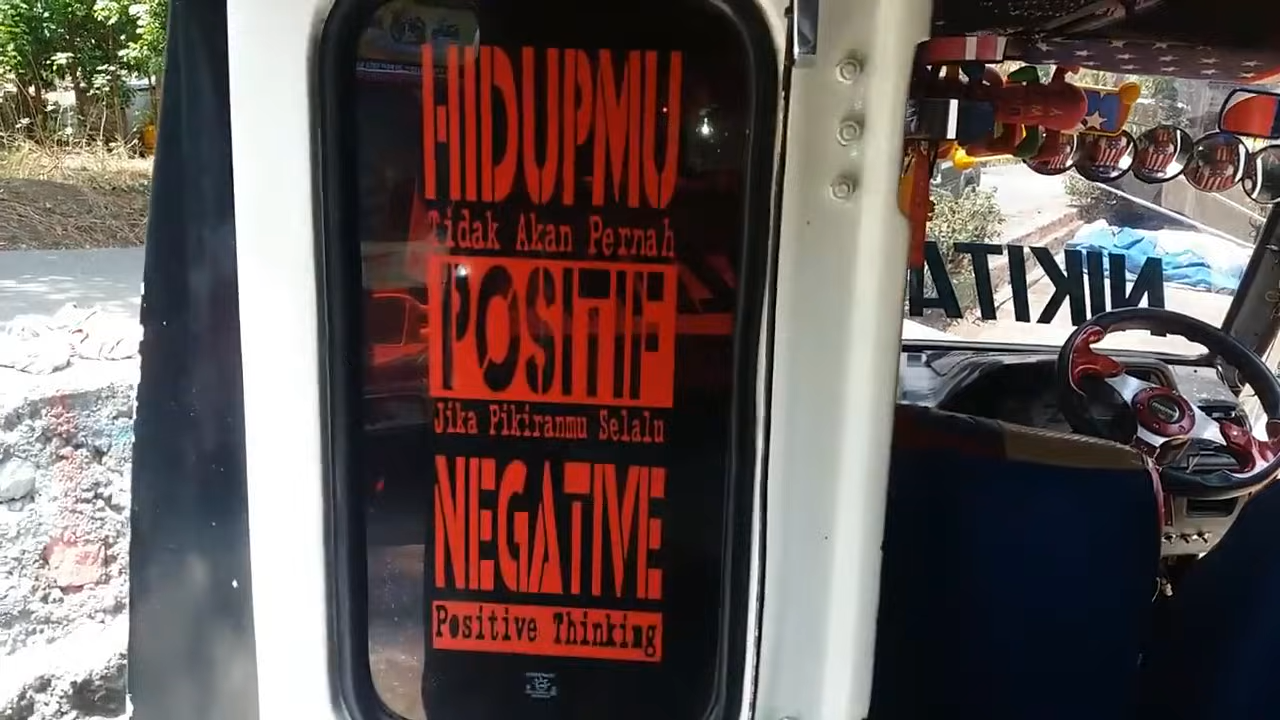 HIDUPMU
Tidak Akan Pernah
POSITIF
Jika Pikiranmu Selalu
NEGATIVE
Positive Thinking
NIKITA